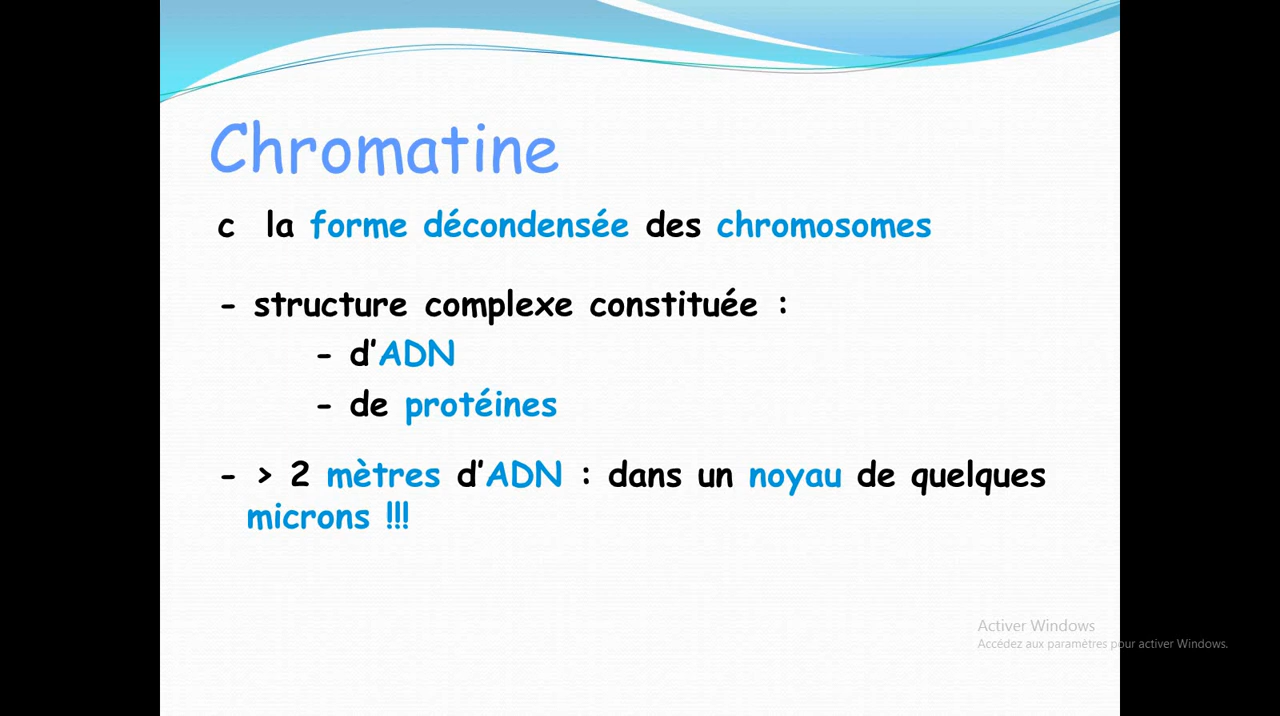 Chromatine
c la forme décondensée des chromosomes
- structure complexe constituée :
- d’ADN
- de protéines
- > 2 mètres d’ADN : dans un noyau de quelques
microns !!!
Activer Windows
Accédez aux paramètres pour activer Windows.